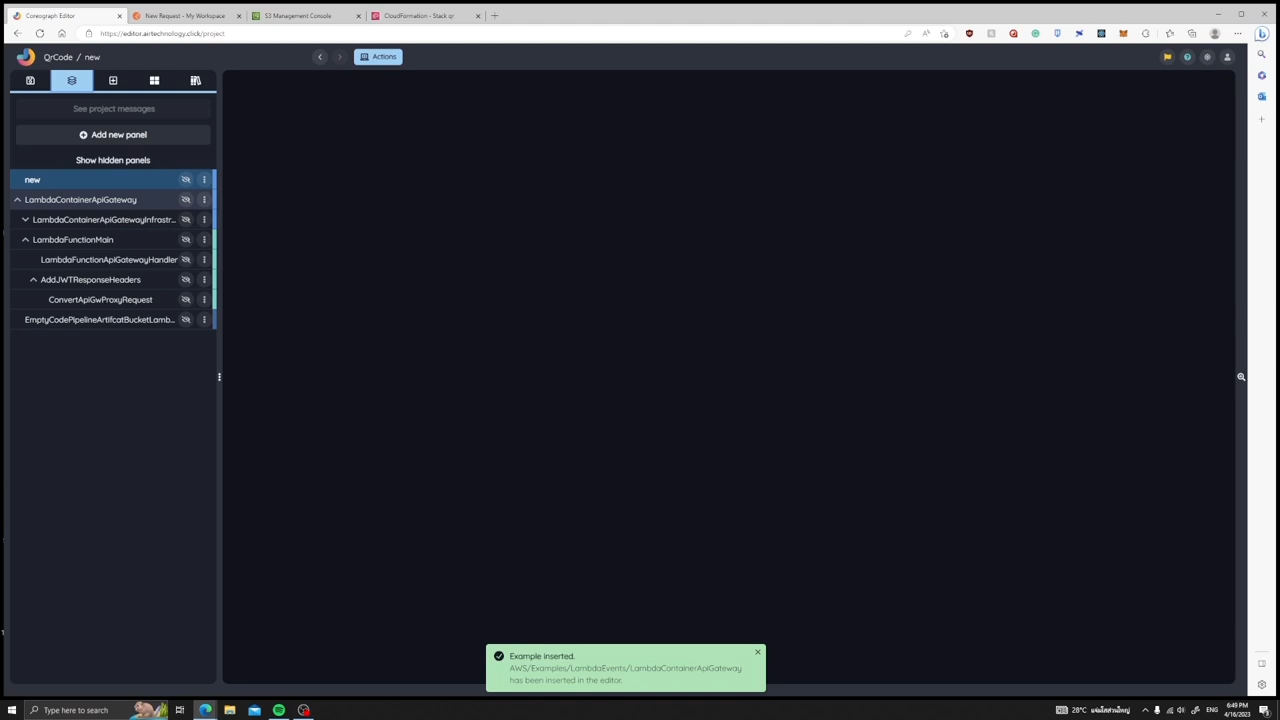 Coreograph Editor
New Request - My Workspace
S3 Management Console
CloudFormation - Stack qr
https://editor.airtechnology.click/project
QrCode / new
Actions
See project messages
Add new panel
Show hidden panels
new
LambdaContainerApiGateway
LambdaContainerApiGatewayInfrastr...
LambdaFunctionMain
LambdaFunctionApiGatewayHandler
AddJWTResponseHeaders
ConvertApiGwProxyRequest
EmptyCodePipelineArtifcatBucketLamb...
Example inserted.
AWS/Examples/LambdaEvents/LambdaContainerApiGateway
has been inserted in the editor.
Type here to search
28°C
ENG
6:49 PM
4/16/2023